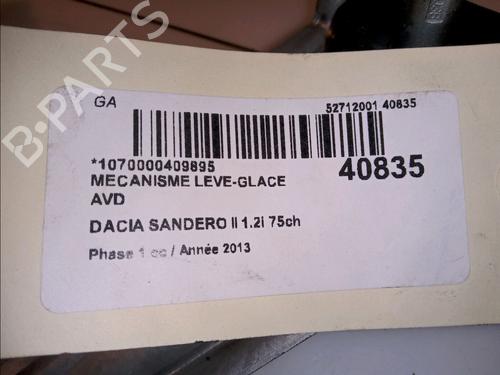 B-PARTS
GA
52712001 40835
*1070000409895
40835
MECANISME LEVE-GLACE
AVD
DACIA SANDERO II 1.2i 75ch
Phase 1 cc / Année 2013